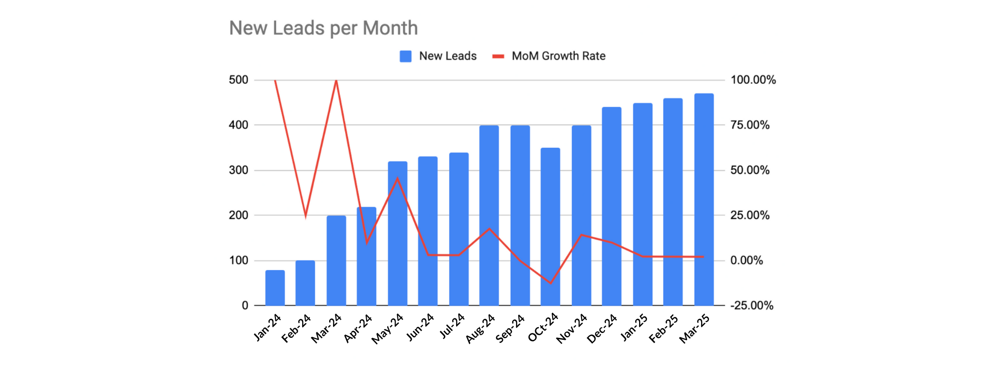 New Leads per Month
New Leads MoM Growth Rate
500 100.00%
400 75.00%
300 50.00%
200 25.00%
100 0.00%
0 -25.00%
Jan-24 Feb-24 Mar-24 Apr-24 May-24 Jun-24 Jul-24 Aug-24 Sep-24 OCt-24 Nov-24 Dec-24 Jan-25 Feb-25 Mar-25